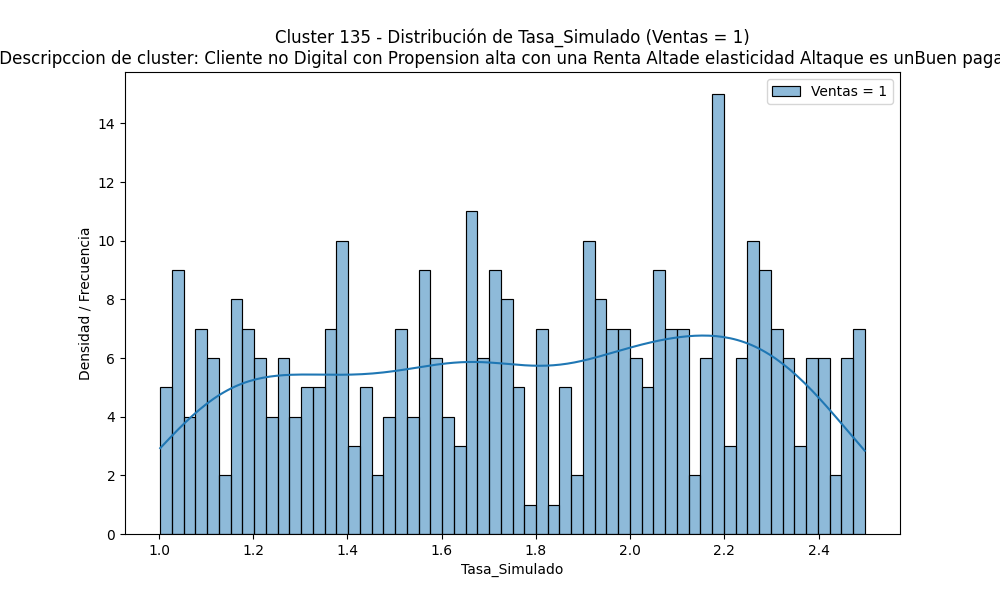 Cluster 135 - Distribución de Tasa_Simulado (Ventas = 1)
Descripccion de cluster: Cliente no Digital con Propension alta con una Renta Altade elasticidad Altaque es unBuen paga
Ventas = 1
Densidad / Frecuencia
14
12
10
8
6
4
2
0
1.0 1.2 1.4 1.6 1.8 2.0 2.2 2.4
Tasa_Simulado